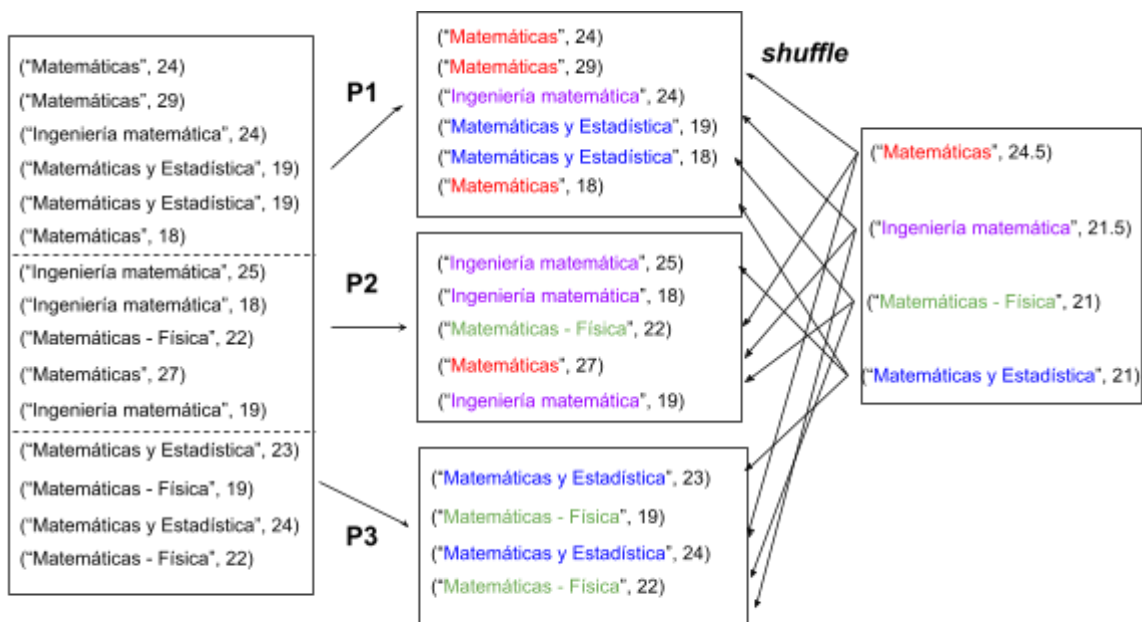 ("Matemáticas", 24)
("Matemáticas", 29)
("Ingeniería matemática", 24)
("Matemáticas y Estadística", 19)
("Matemáticas y Estadística", 19)
("Matemáticas", 18)
("Ingeniería matemática", 25)
("Ingeniería matemática", 18)
("Matemáticas - Física", 22)
("Matemáticas", 27)
("Ingeniería matemática", 19)
("Matemáticas y Estadística", 23)
("Matemáticas - Física", 19)
("Matemáticas y Estadística", 24)
("Matemáticas - Física", 22)
P1
("Matemáticas", 24)
("Matemáticas", 29)
("Ingeniería matemática", 24)
("Matemáticas y Estadística", 19)
("Matemáticas y Estadística", 18)
("Matemáticas", 18)
P2
("Ingeniería matemática", 25)
("Ingeniería matemática", 18)
("Matemáticas - Física", 22)
("Matemáticas", 27)
("Ingeniería matemática", 19)
P3
("Matemáticas y Estadística", 23)
("Matemáticas - Física", 19)
("Matemáticas y Estadística", 24)
("Matemáticas - Física", 22)
shuffle
("Matemáticas", 24.5)
("Ingeniería matemática", 21.5)
("Matemáticas - Física", 21)
("Matemáticas y Estadística", 21)